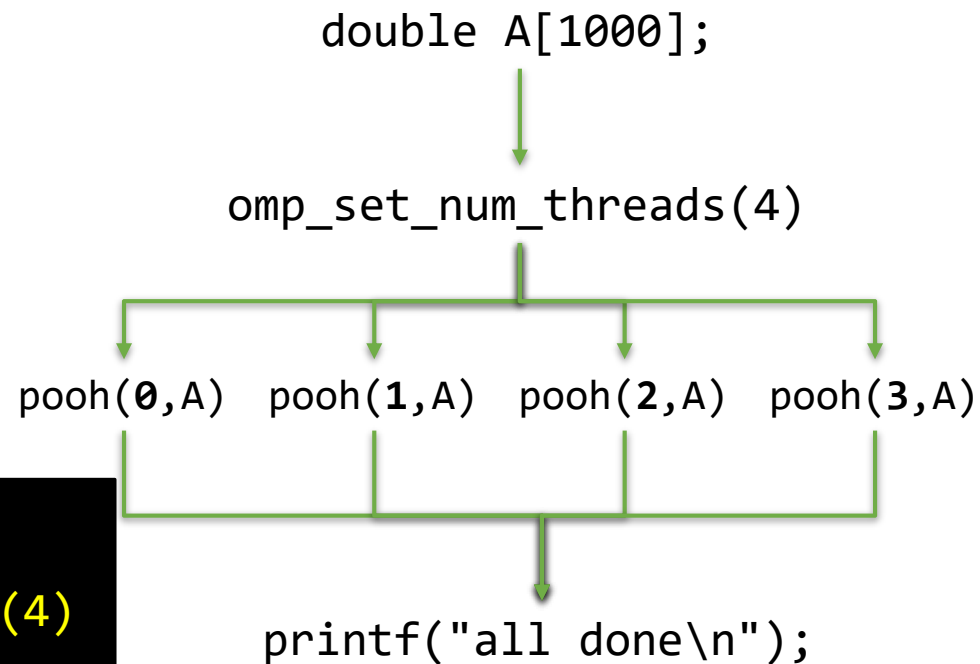 double A[1000];
omp_set_num_threads(4)
pooh(0,A) pooh(1,A) pooh(2,A) pooh(3,A)
(4)
printf("all done\n");